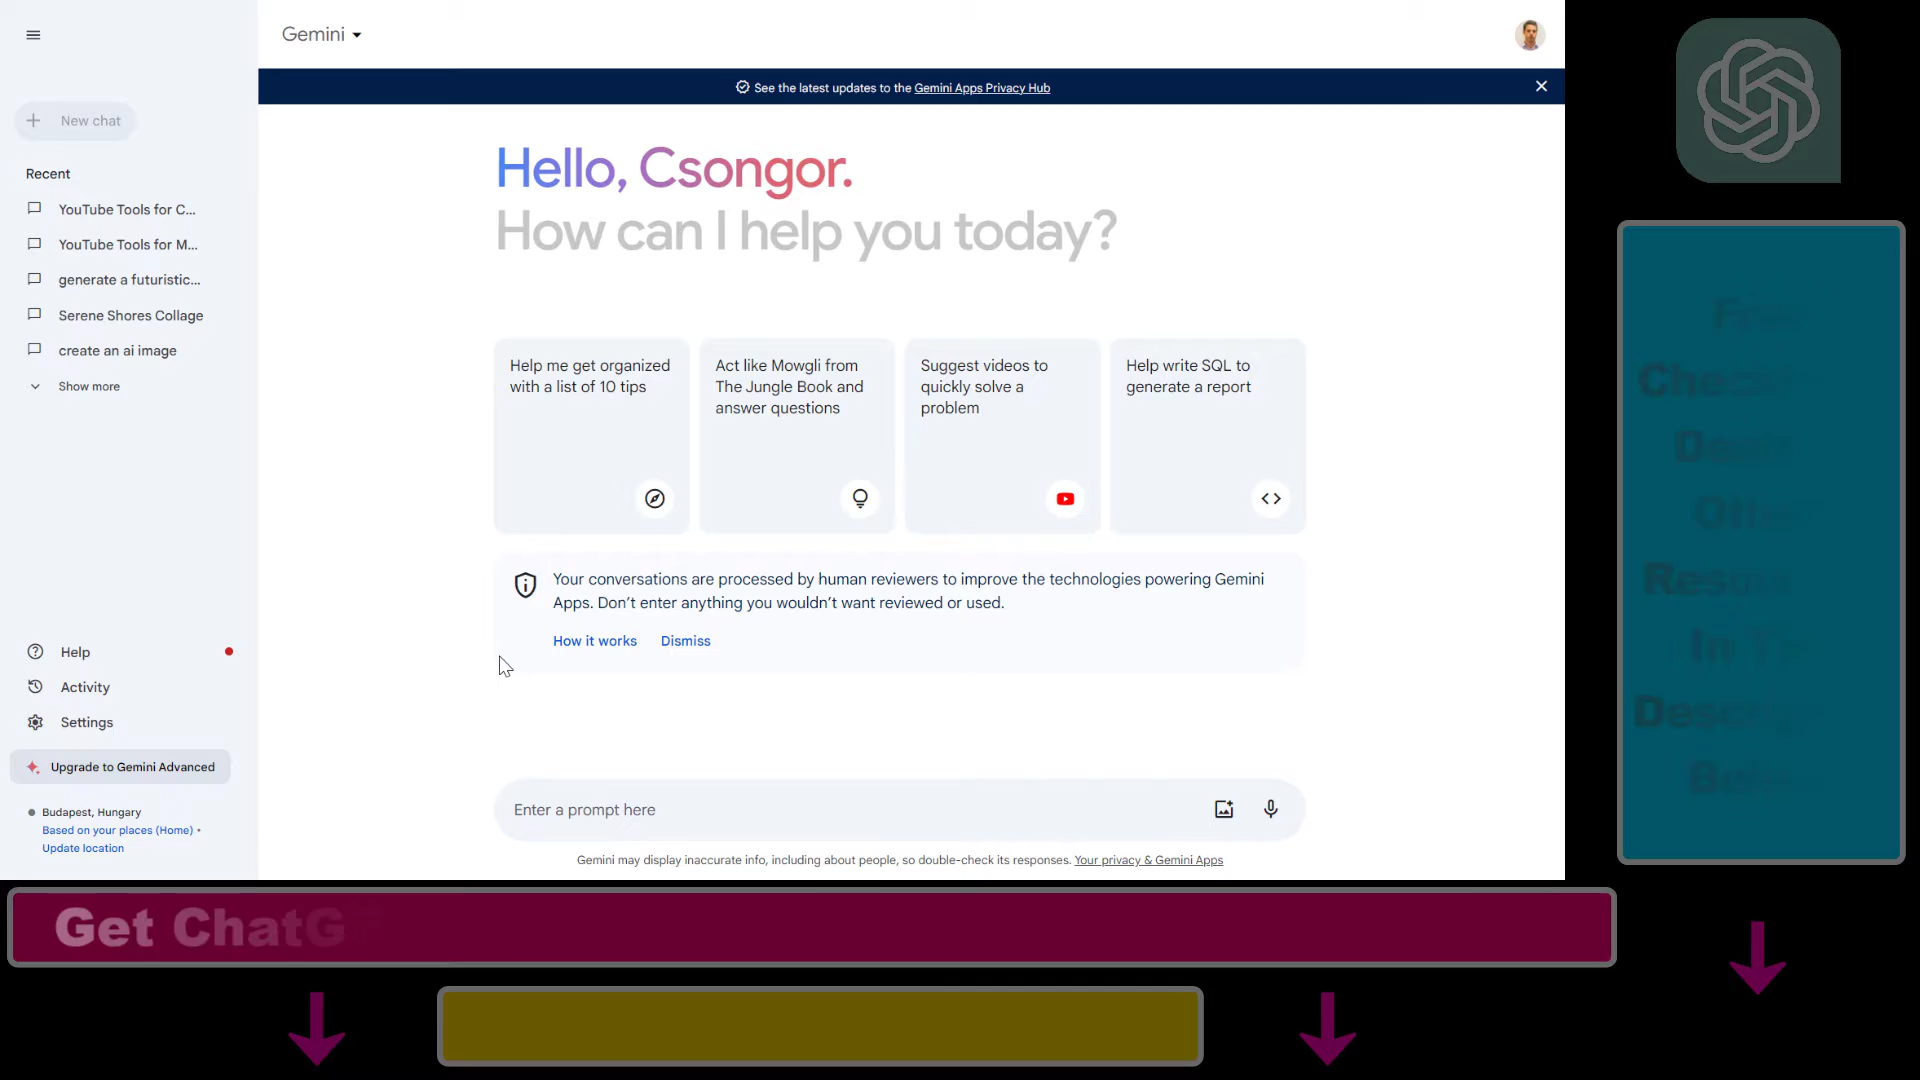 Gemini
See the latest updates to the Gemini Apps Privacy Hub
New chat
Recent
YouTube Tools for C...
YouTube Tools for M...
generate a futuristic...
Serene Shores Collage
create an ai image
Show more
Hello, Csongor.
How can I help you today?
Help me get organized
with a list of 10 tips
Act like Mowgli from
The Jungle Book and
answer questions
Suggest videos to
quickly solve a
problem
Help write SQL to
generate a report
Your conversations are processed by human reviewers to improve the technologies powering Gemini
Apps. Don't enter anything you wouldn't want reviewed or used.
How it works Dismiss
Help
Activity
Settings
Upgrade to Gemini Advanced
Budapest, Hungary
Based on your places (Home) •
Update location
Enter a prompt here
Gemini may display inaccurate info, including about people, so double-check its responses. Your privacy & Gemini Apps
Get ChatG
In